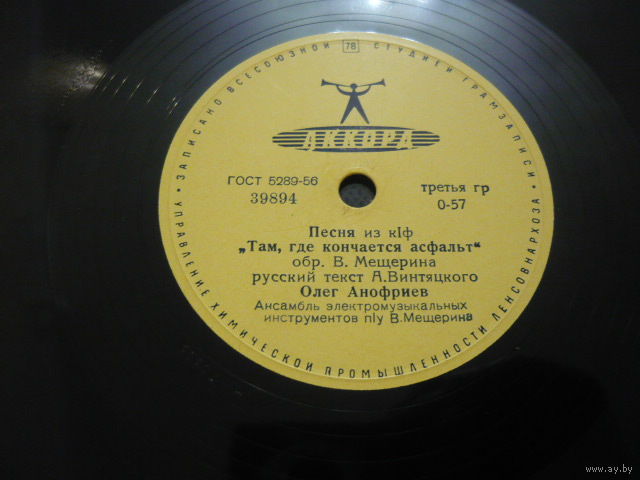 ЗАПИСАНО ВСЕСОЮЗНОЙ 78 СТУДИЕЙ ГРАМЗАПИСИ
АККОРД
ГОСТ 5289-56
39894
третья гр
0-57
Песня из к/ф
„Там, где кончается асфальт“
обр. В. Мещерина
русский текст А.Винтяцкого
Олег Анофриев
Ансамбль электромузыкальных
инструментов п/у В.Мещерина
УПРАВЛЕНИЕ ХИМИЧЕСКОЙ ПРОМЫШЛЕННОСТИ ЛЕНСОВНАРХОЗА
www.ay.by